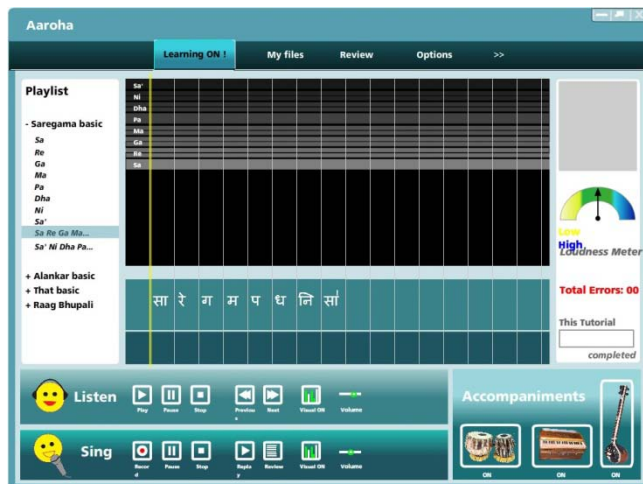 Aaroha
Learning ON ! My files Review Options >>
Playlist
- Saregama basic
Sa
Re
Ga
Ma
Pa
Dha
Ni
Sa'
Sa Re Ga Ma...
Sa' Ni Dha Pa...
+ Alankar basic
+ That basic
+ Raag Bhupali
Sa'
Ni
Dha
Pa
Ma
Ga
Re
Sa
सा रे ग म प ध नि सां
Low
High
Loudness Meter
Total Errors: 00
This Tutorial
completed
Listen
Play Pause Stop Previous Next Visual ON Volume
Sing
Record Pause Stop Replay Review Visual ON Volume
Accompaniments
ON ON ON